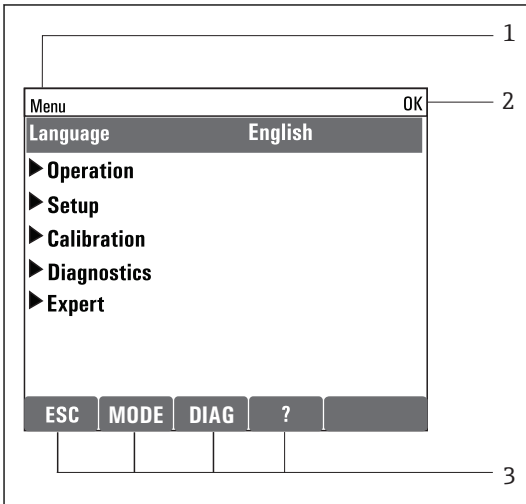 1
Menu OK 2
Language English
Operation
Setup
Calibration
Diagnostics
Expert
ESC MODE DIAG ?
3